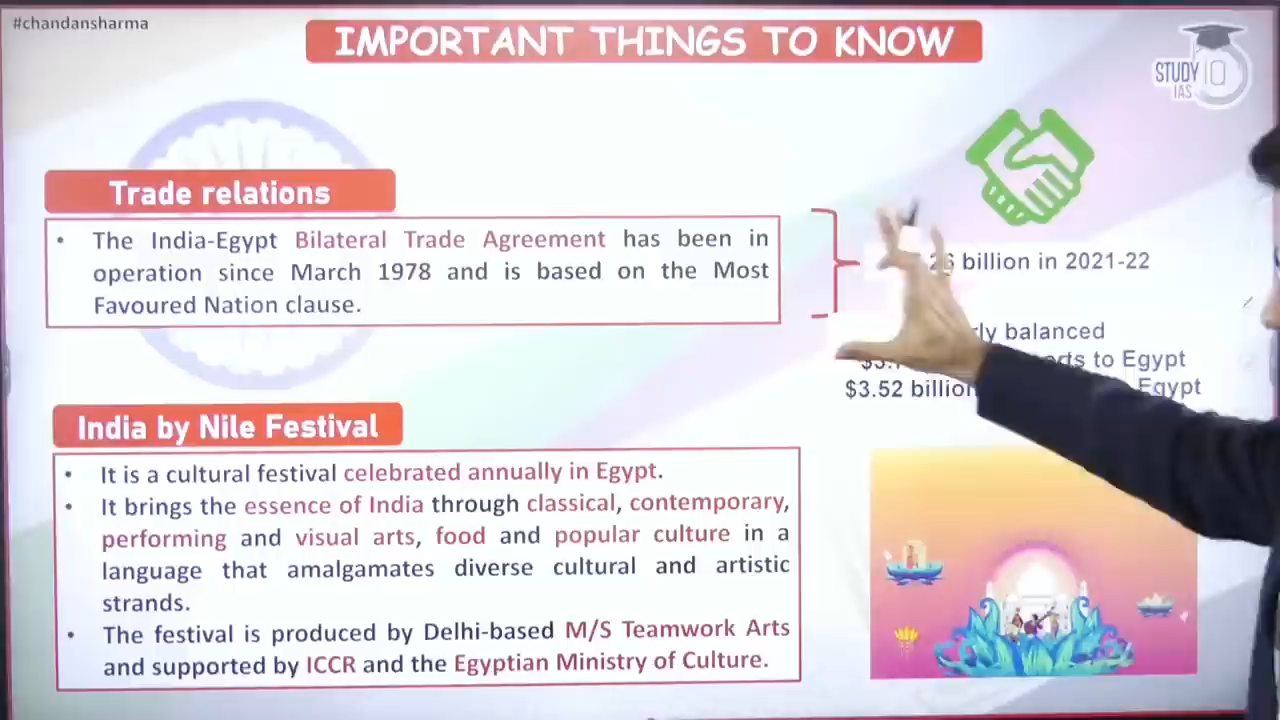 #chandansharma
IMPORTANT THINGS TO KNOW
STUDY IQ
IAS
Trade relations
• The India-Egypt Bilateral Trade Agreement has been in
operation since March 1978 and is based on the Most
Favoured Nation clause.
billion in 2021-22
balanced
to Egypt
$3.52 billion
Egypt
India by Nile Festival
• It is a cultural festival celebrated annually in Egypt.
• It brings the essence of India through classical, contemporary,
performing and visual arts, food and popular culture in a
language that amalgamates diverse cultural and artistic
strands.
• The festival is produced by Delhi-based M/S Teamwork Arts
and supported by ICCR and the Egyptian Ministry of Culture.